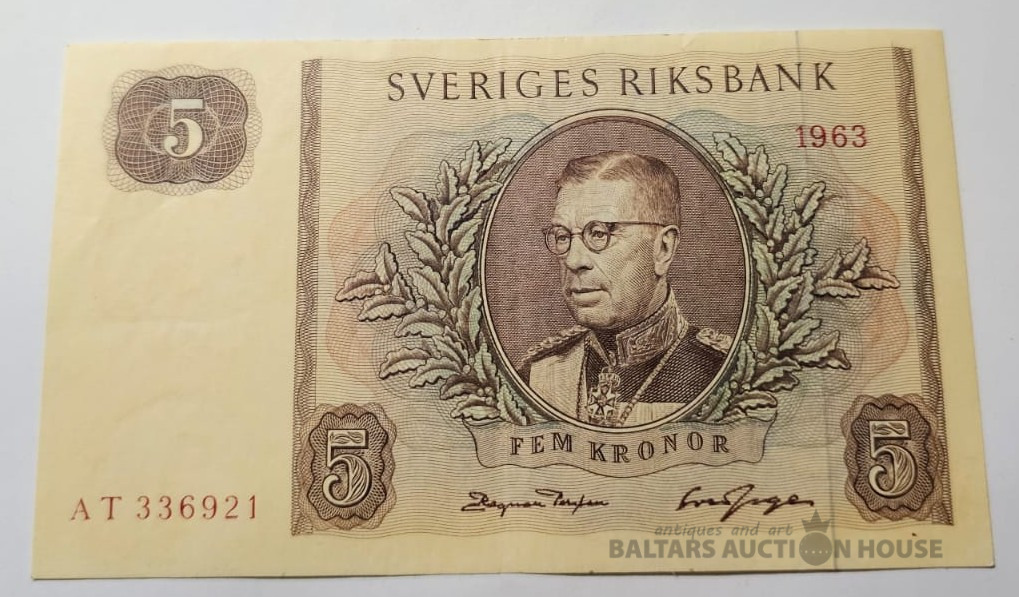 SVERIGES RIKSBANK
5
1963
FEM KRONOR
5
5
AT 336921
antiques and art
BALTARS AUCTION HOUSE